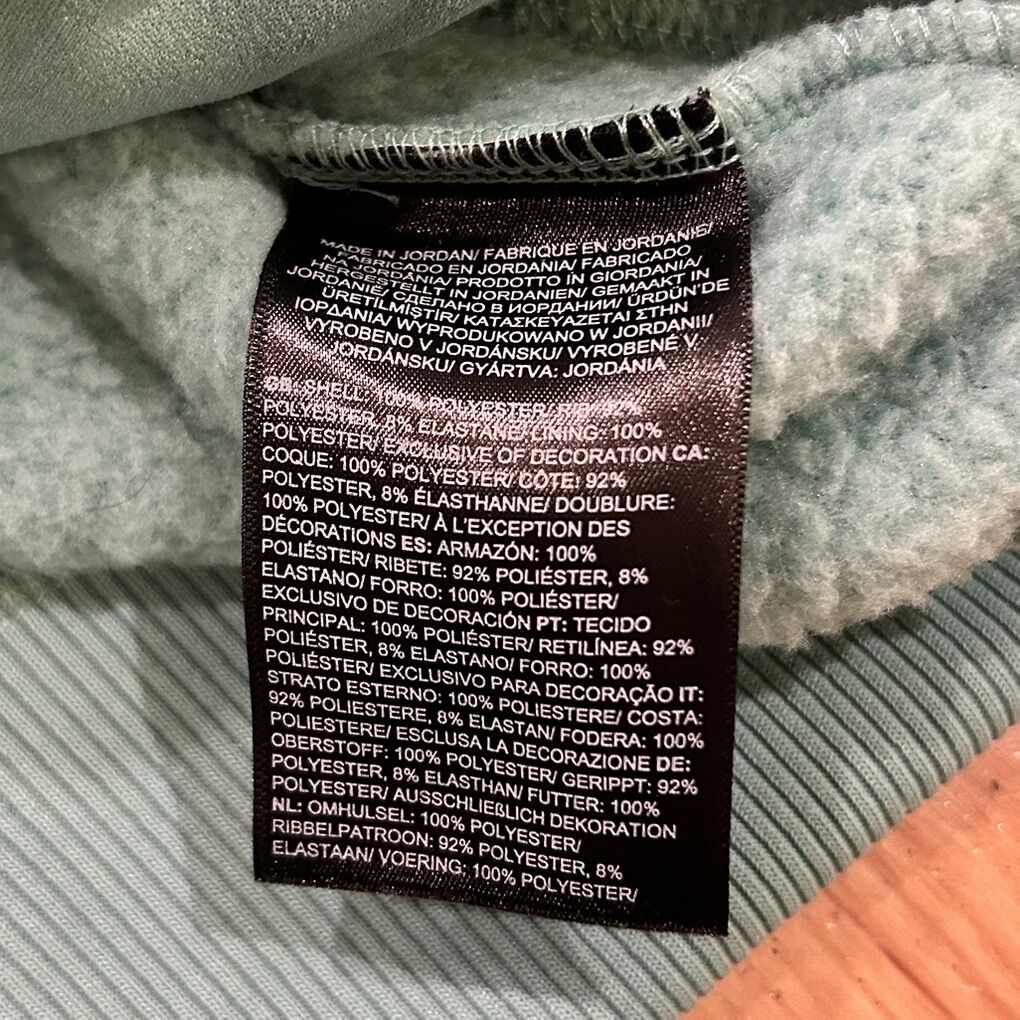 MADE IN JORDAN/ FABRIQUE EN JORDANIE/
NA JORDÂNIA/ PRODOTTO IN GIORDANIA/
FABRICADO EN JORDANIA/ FABRICADO
HERGESTELLT IN JORDANIEN/ GEMAAKT IN
JORDANIË/ СДЕЛАНО В ИОРДАНИИ/ ÜRDÜN'DE
ÜRETİLMİŞTİR/ ΚΑΤΑΣΚΕΥΑΖΕΤΑΙ ΣΤΗΝ
ΙΟΡΔΑΝΙΑ/ WYPRODUKOWANO W JORDANII/
VYROBENO V JORDÁNSKU/ VYROBENÉ V
JORDÁNSKU/ GYÁRTVA: JORDÁNIA
GB: SHELL: 100% POLYESTER/ RIB: 92%
POLYESTER, 8% ELASTANE/ LINING: 100%
POLYESTER/ EXCLUSIVE OF DECORATION CA:
COQUE: 100% POLYESTER/ CÔTE: 92%
POLYESTER, 8% ÉLASTHANNE/ DOUBLURE:
100% POLYESTER/ À L'EXCEPTION DES
DÉCORATIONS ES: ARMAZÓN: 100%
POLIÉSTER/ RIBETE: 92% POLIÉSTER, 8%
ELASTANO/ FORRO: 100% POLIÉSTER/
EXCLUSIVO DE DECORACIÓN PT: TECIDO
PRINCIPAL: 100% POLIÉSTER/ RETILÍNEA: 92%
POLIÉSTER, 8% ELASTANO/ FORRO: 100%
POLIÉSTER/ EXCLUSIVO PARA DECORAÇÃO IT:
STRATO ESTERNO: 100% POLIESTERE/ COSTA:
92% POLIESTERE, 8% ELASTAN/ FODERA: 100%
POLIESTERE/ ESCLUSA LA DECORAZIONE DE:
OBERSTOFF: 100% POLYESTER/ GERIPPT: 92%
POLYESTER, 8% ELASTHAN/ FUTTER: 100%
POLYESTER/ AUSSCHLIEßLICH DEKORATION
NL: OMHULSEL: 100% POLYESTER/
RIBBELPATROON: 92% POLYESTER, 8%
ELASTAAN/ VOERING: 100% POLYESTER/